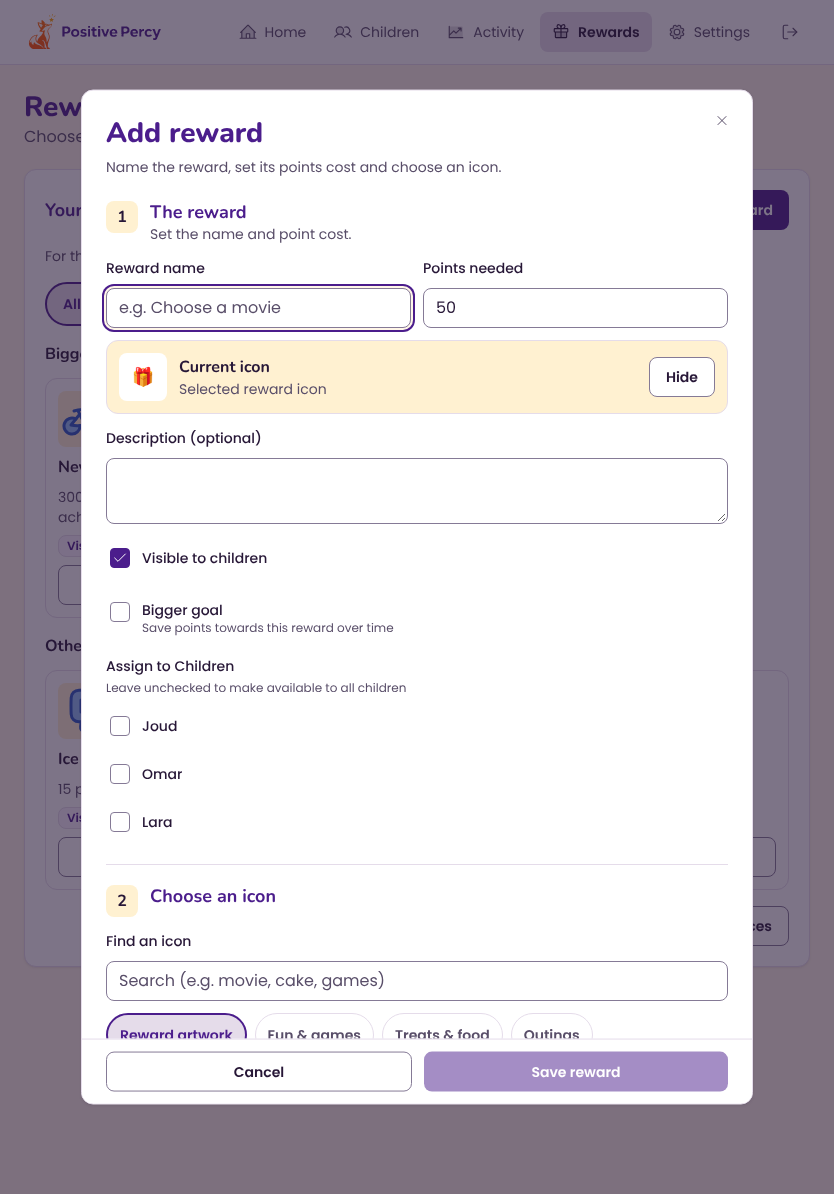 Positive Percy
Home
Children
Activity
Rewards
Settings
Add reward
Name the reward, set its points cost and choose an icon.
1
The reward
Set the name and point cost.
Reward name
Points needed
e.g. Choose a movie
50
Current icon
Selected reward icon
Hide
Description (optional)
Visible to children
Bigger goal
Save points towards this reward over time
Assign to Children
Leave unchecked to make available to all children
Joud
Omar
Lara
2
Choose an icon
Find an icon
Search (e.g. movie, cake, games)
Reward artwork
Fun & games
Treats & food
Outings
Cancel
Save reward
Your
All
Ice